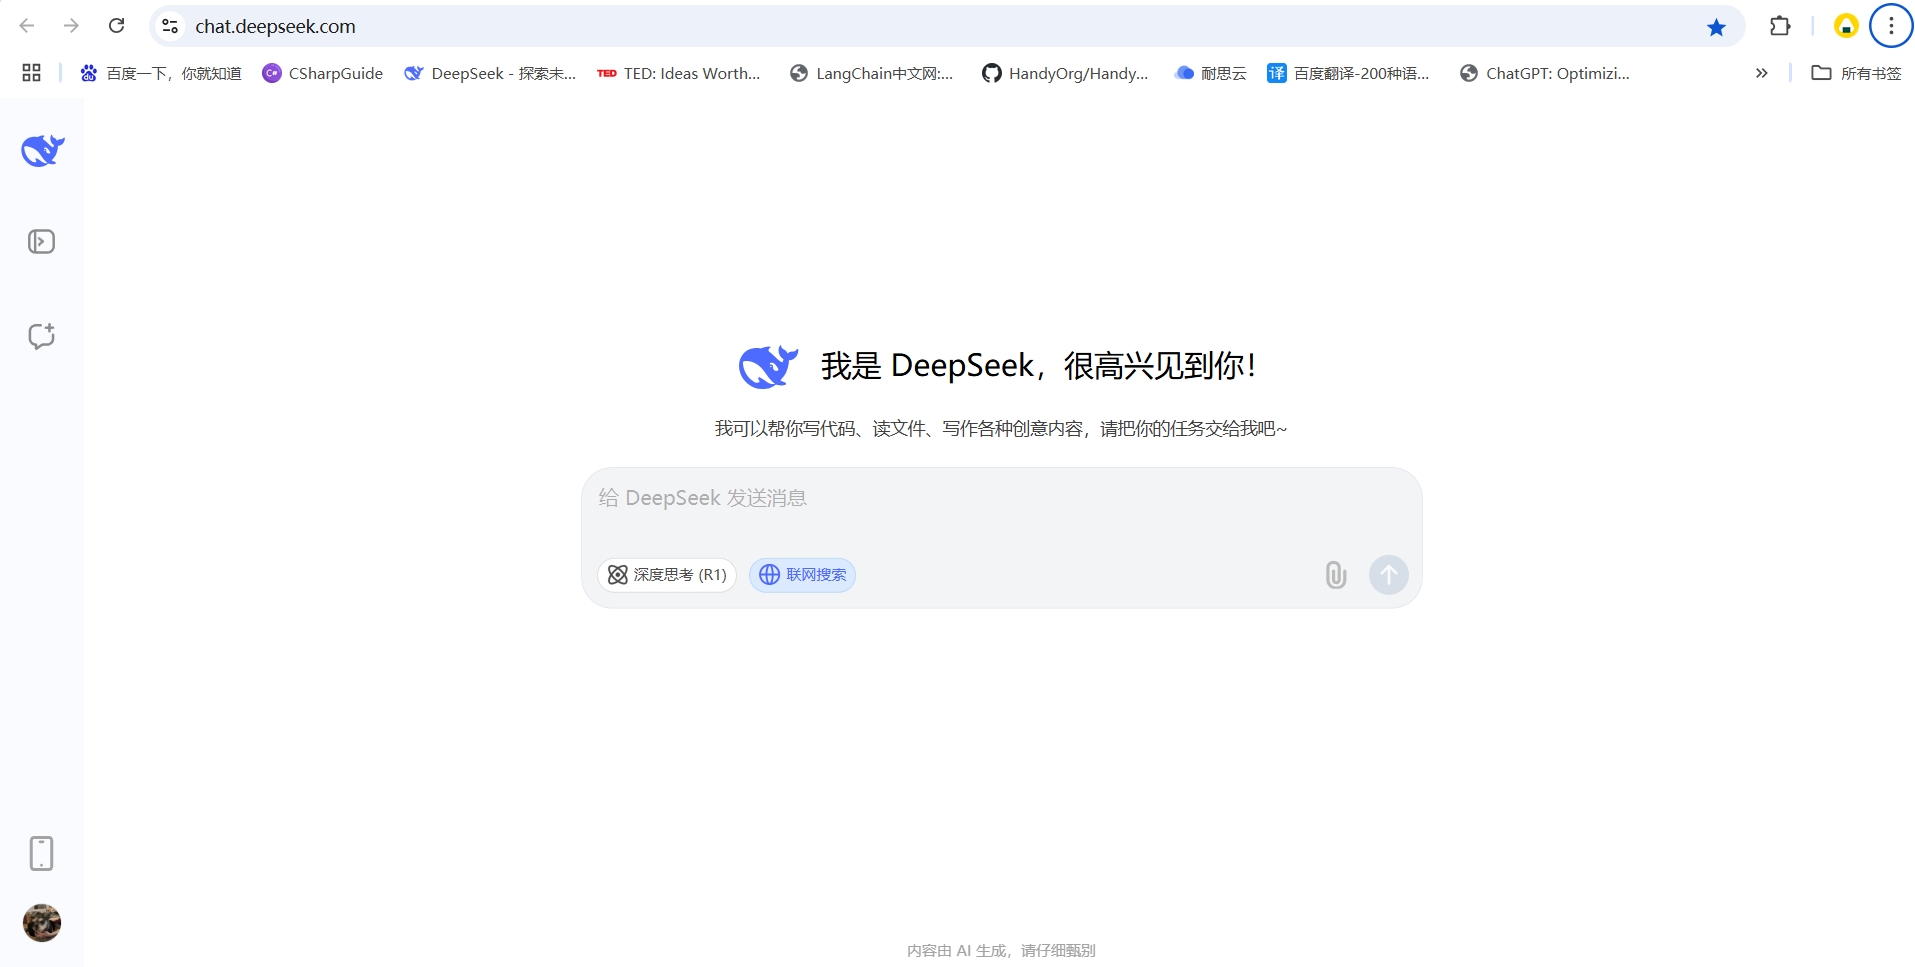 chat.deepseek.com
百度一下，你就知道
CSharpGuide
DeepSeek - 探索未...
TED: Ideas Worth...
LangChain中文网:...
HandyOrg/Handy...
耐思云
百度翻译-200种语...
ChatGPT: Optimizi...
所有书签
我是 DeepSeek，很高兴见到你！
我可以帮你写代码、读文件、写作各种创意内容，请把你的任务交给我吧~
给 DeepSeek 发送消息
深度思考 (R1)
联网搜索
内容由 AI 生成，请仔细甄别